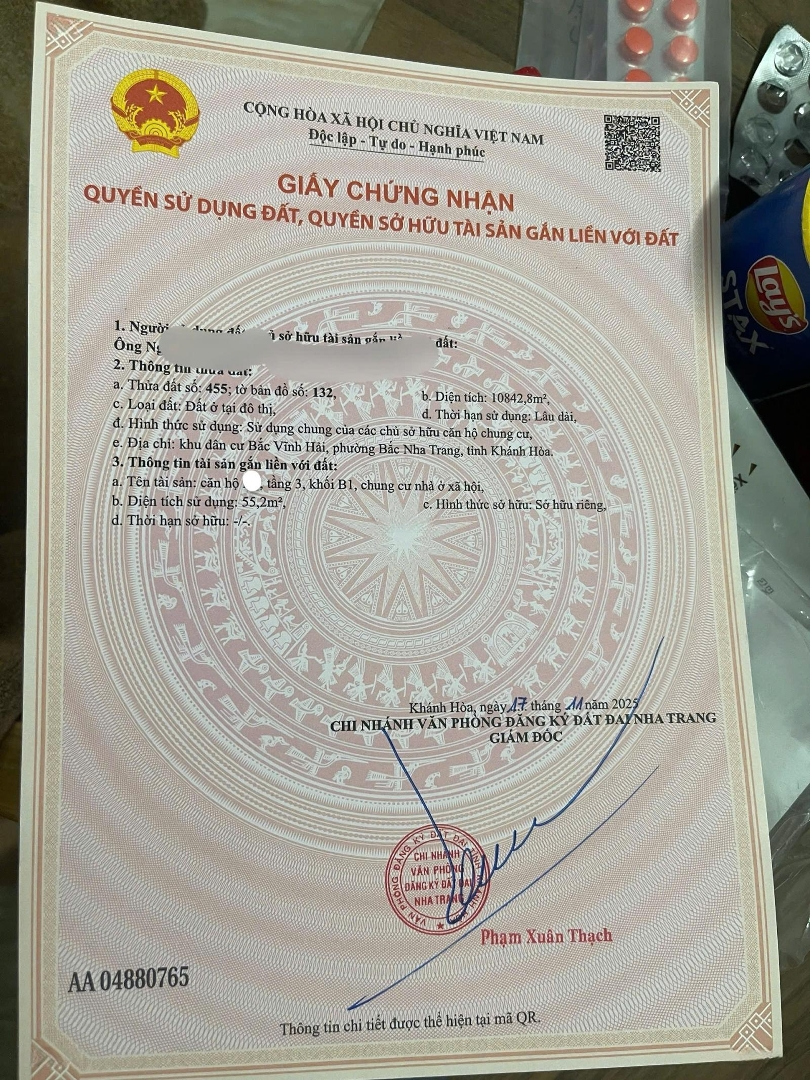 CỘNG HÒA XÃ HỘI CHỦ NGHĨA VIỆT NAM
Độc lập - Tự do - Hạnh phúc
GIẤY CHỨNG NHẬN
QUYỀN SỬ DỤNG ĐẤT, QUYỀN SỞ HỮU TÀI SẢN GẮN LIỀN VỚI ĐẤT
1. Người sử dụng đất, sở hữu tài sản gắn đất:
Ông
2. Thông tin thửa đất:
a. Thửa đất số: 455; tờ bản đồ số: 132, b. Diện tích: 10842,8m²,
c. Loại đất: Đất ở tại đô thị, d. Thời hạn sử dụng: Lâu dài,
đ. Hình thức sử dụng: Sử dụng chung của các chủ sở hữu căn hộ chung cư,
e. Địa chỉ: khu dân cư Bắc Vĩnh Hải, phường Bắc Nha Trang, tỉnh Khánh Hòa.
3. Thông tin tài sản gắn liền với đất:
a. Tên tài sản: căn hộ tầng 3, khối B1, chung cư nhà ở xã hội,
b. Diện tích sử dụng: 55,2m², c. Hình thức sở hữu: Sở hữu riêng,
d. Thời hạn sở hữu: -/-.
Khánh Hòa, ngày 17 tháng 11 năm 2025
CHI NHÁNH VĂN PHÒNG ĐĂNG KÝ ĐẤT ĐAI NHA TRANG
GIÁM ĐỐC
CHI NHÁNH
VĂN PHÒNG
ĐĂNG KÝ ĐẤT ĐAI
NHA TRANG
Phạm Xuân Thạch
AA 04880765
Thông tin chi tiết được thể hiện tại mã QR.
Lay's
STAX